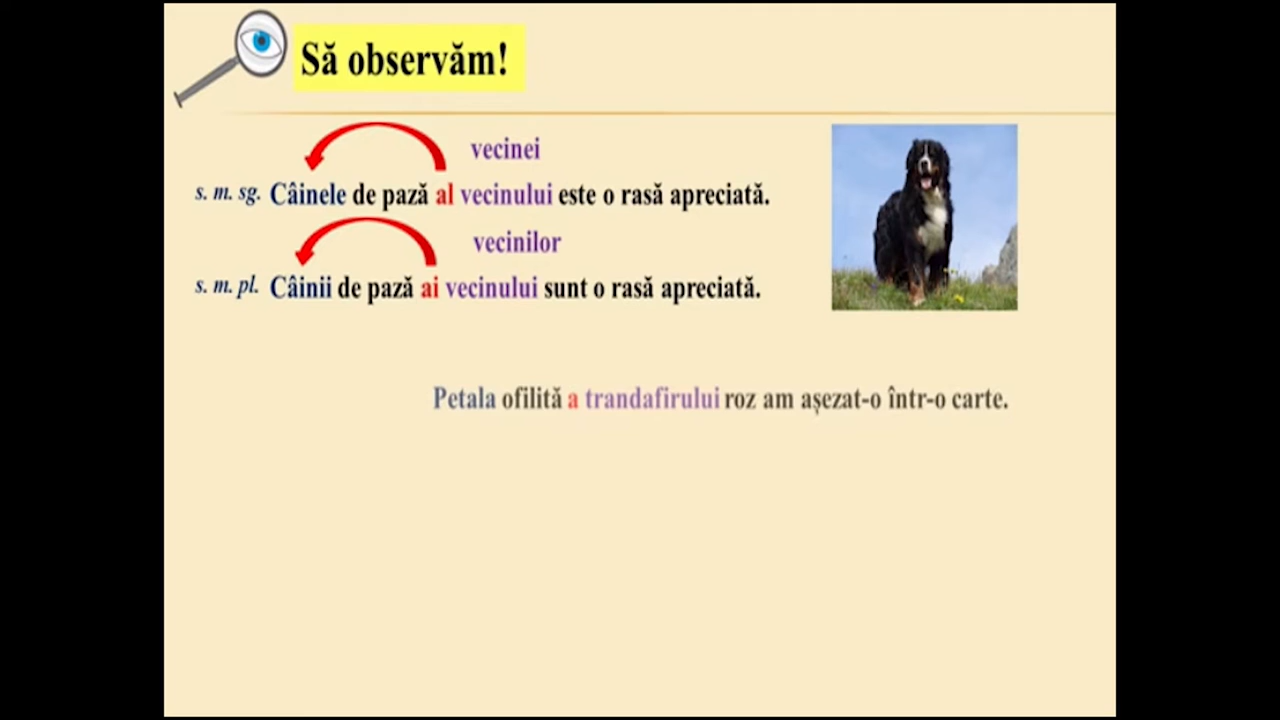 Să observăm!
vecinei
s. m. sg. Câinele de pază al vecinului este o rasă apreciată.
vecinilor
s. m. pl. Câinii de pază ai vecinului sunt o rasă apreciată.
Petala ofilită a trandafirului roz am așezat-o într-o carte.